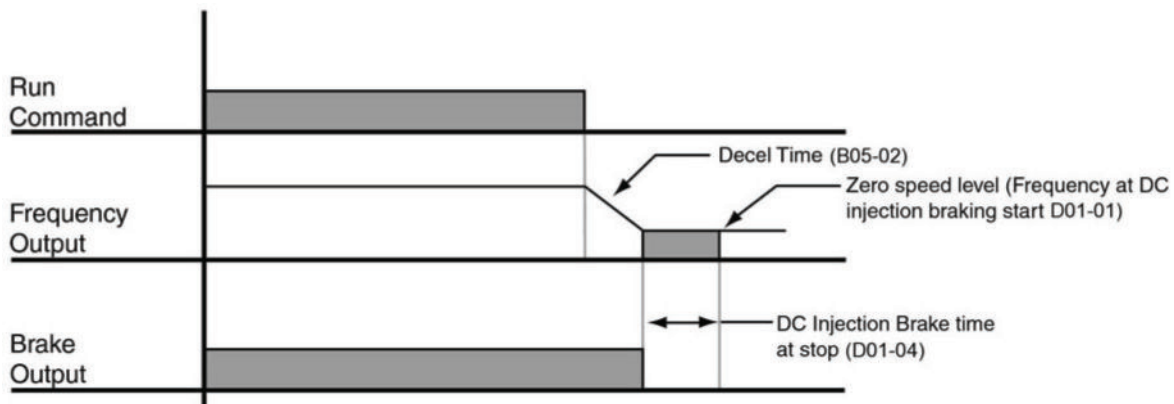 Run
Command
Decel Time (B05-02)
Zero speed level (Frequency at DC
injection braking start D01-01)
Frequency
Output
DC Injection Brake time
at stop (D01-04)
Brake
Output